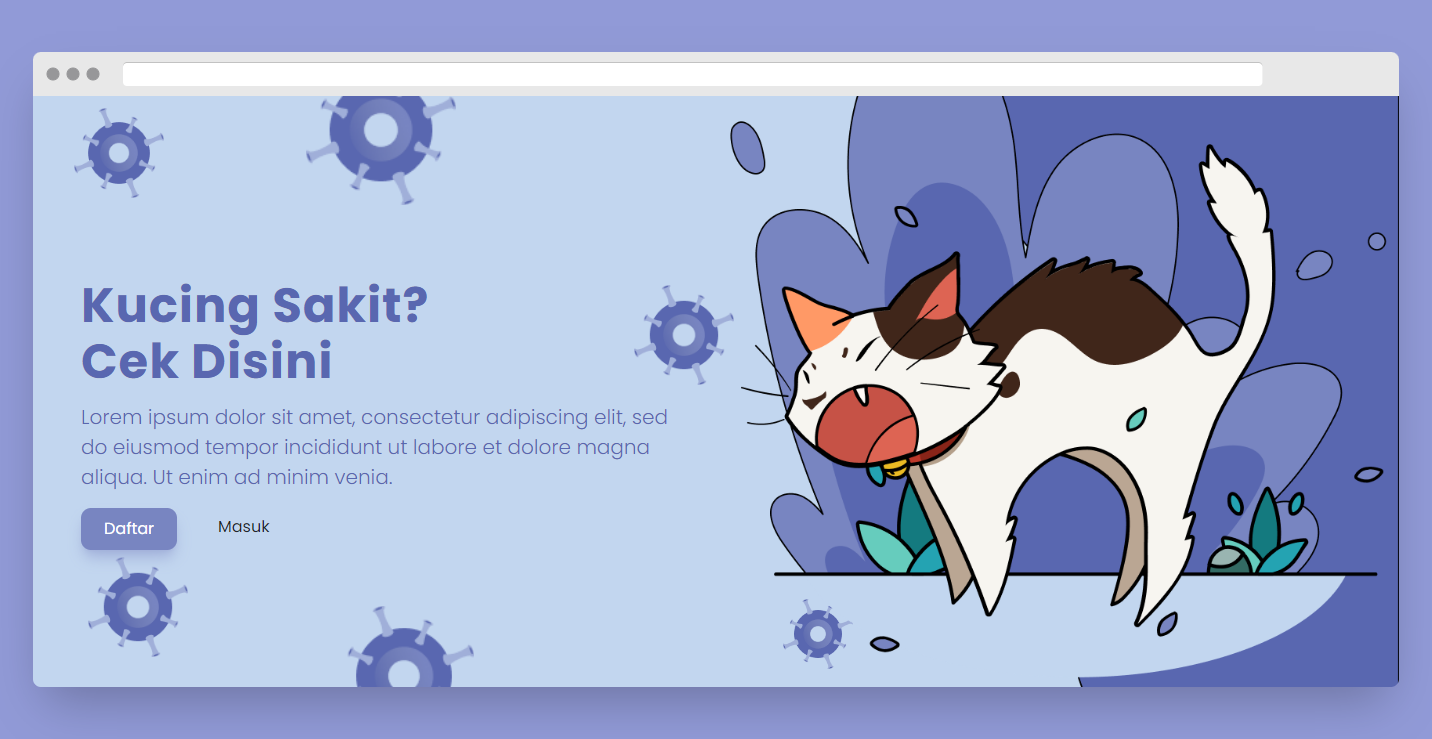 Kucing Sakit?
Cek Disini
Lorem ipsum dolor sit amet, consectetur adipiscing elit, sed
do eiusmod tempor incididunt ut labore et dolore magna
aliqua. Ut enim ad minim venia.
Daftar
Masuk